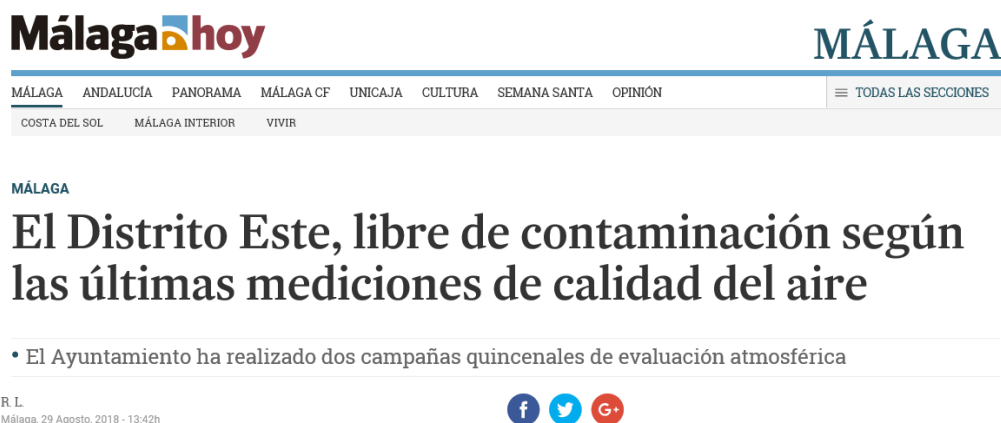 Málaga hoy
MÁLAGA
MÁLAGA ANDALUCÍA PANORAMA MÁLAGA CF UNICAJA CULTURA SEMANA SANTA OPINIÓN TODAS LAS SECCIONES
COSTA DEL SOL MÁLAGA INTERIOR VIVIR
MÁLAGA
El Distrito Este, libre de contaminación según
las últimas mediciones de calidad del aire
• El Ayuntamiento ha realizado dos campañas quincenales de evaluación atmosférica
R. L.
Málaga, 29 Agosto, 2018 - 13:42h
f G+